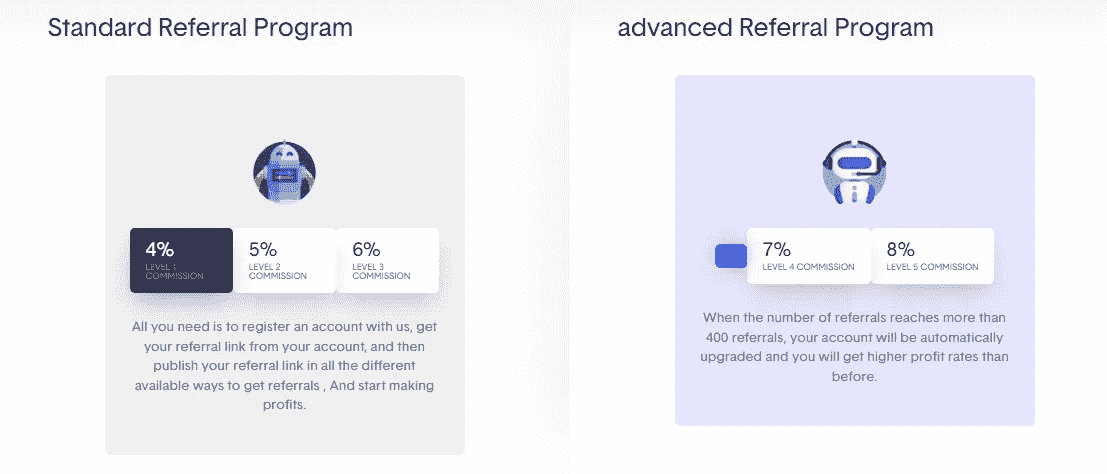 Standard Referral Program
4%
LEVEL 1
COMMISSION
5%
LEVEL 2
COMMISSION
6%
LEVEL 3
COMMISSION
All you need is to register an account with us, get
your referral link from your account, and then
publish your referral link in all the different
available ways to get referrals , And start making
profits.
advanced Referral Program
7%
LEVEL 4 COMMISSION
8%
LEVEL 5 COMMISSION
When the number of referrals reaches more than
400 referrals, your account will be automatically
upgraded and you will get higher profit rates than
before.